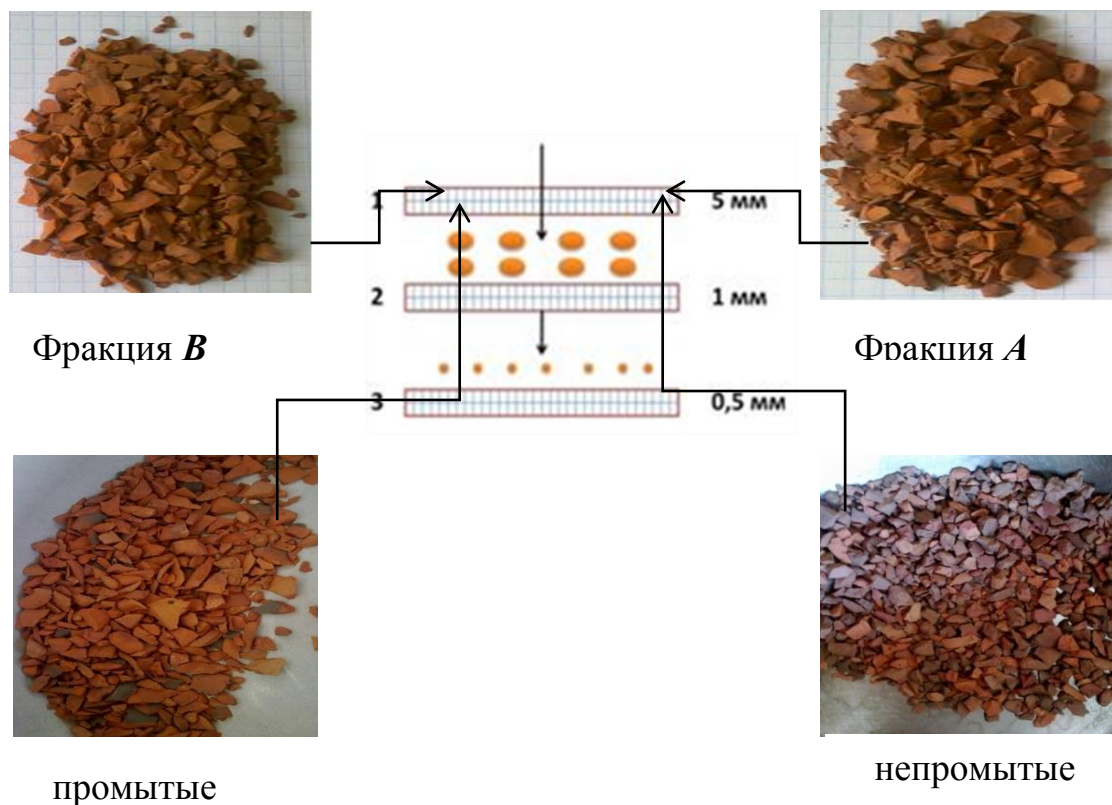 1 5 мм
2 1 мм
Фракция B
Фракция A
3 0,5 мм
промытые
непромытые